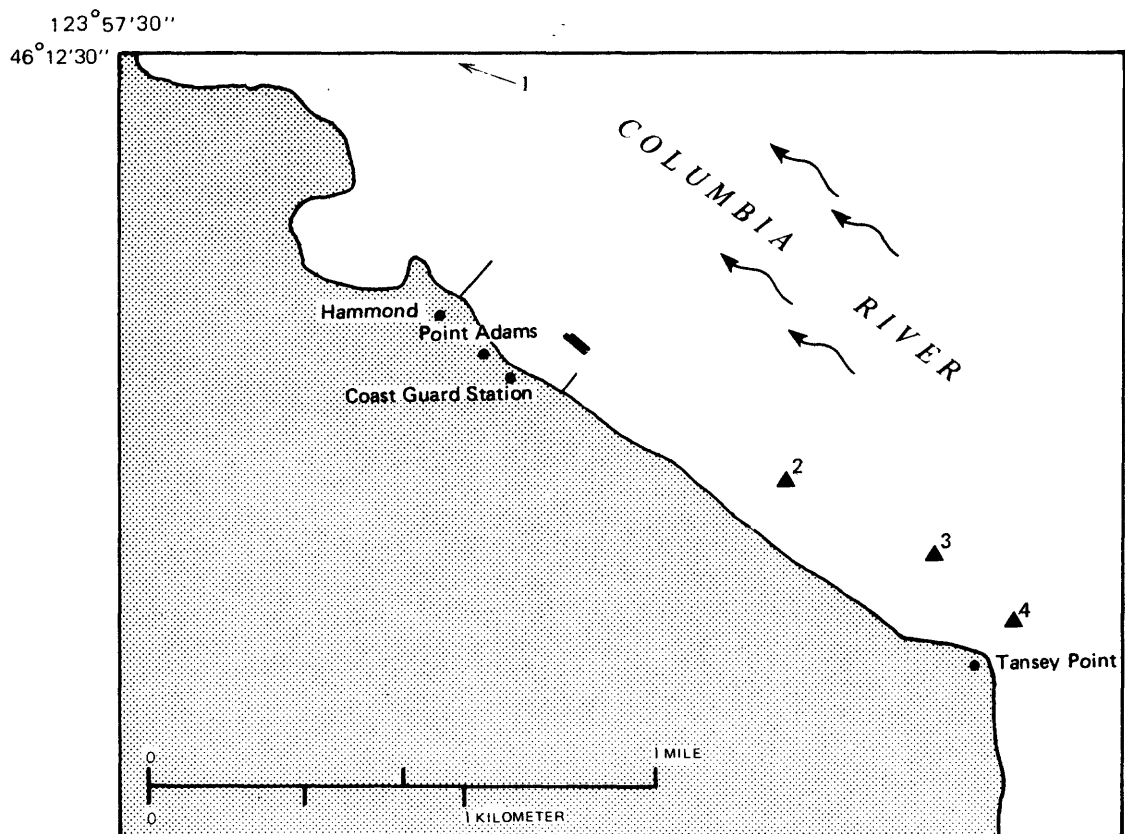 123°57'30''
46°12'30''
1
COLUMBIA
RIVER
Hammond
Point Adams
Coast Guard Station
2
3
4
Tansey Point
0
1 MILE
0
1 KILOMETER